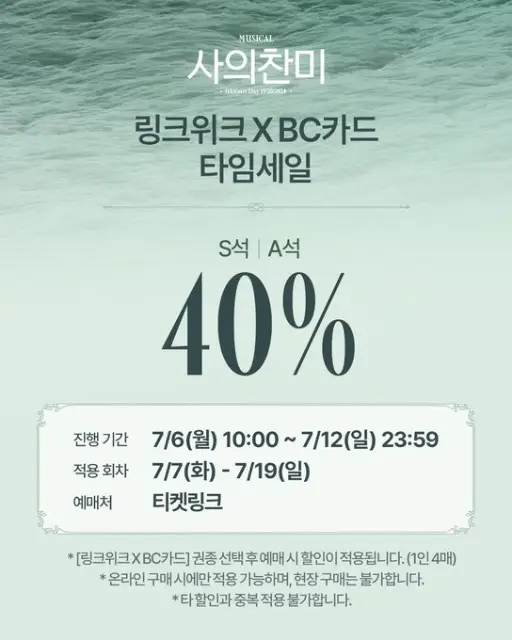 MUSICAL
사의찬미
링크위크 X BC카드
타임세일
S석 | A석
40%
진행 기간 7/6(월) 10:00 ~ 7/12(일) 23:59
적용 회차 7/7(화) - 7/19(일)
예매처 티켓링크
* [링크위크 X BC카드] 권종 선택 후 예매 시 할인이 적용됩니다. (1인 4매)
* 온라인 구매 시에만 적용 가능하며, 현장 구매는 불가합니다.
* 타 할인과 중복 적용 불가합니다.